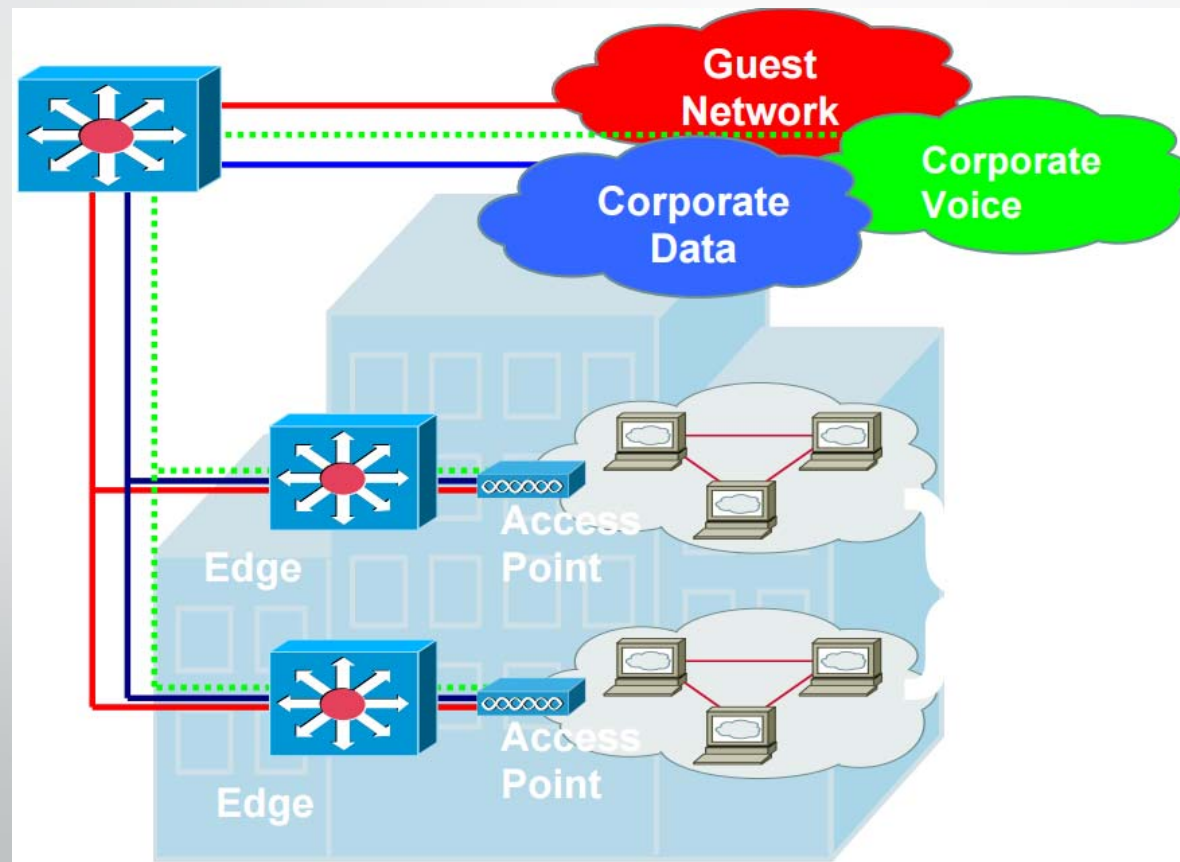 Guest
Network
Corporate
Voice
Corporate
Data
Access
Point
Edge
Access
Point
Edge